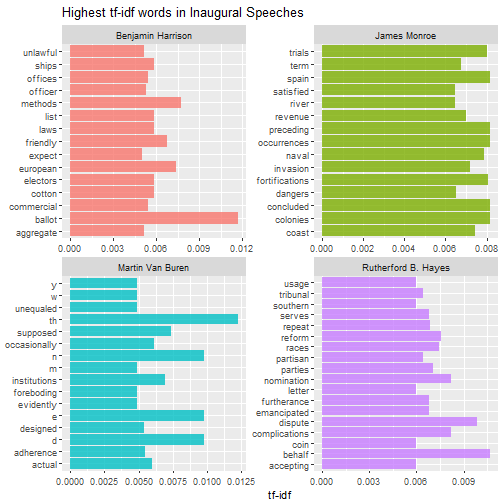 Highest tf-idf words in Inaugural Speeches
Benjamin Harrison
unlawful
ships
offices
officer
methods
list
laws
friendly
expect
european
electors
cotton
commercial
ballot
aggregate
0.000 0.003 0.006 0.009 0.012
James Monroe
trials
term
spain
satisfied
river
revenue
preceding
occurrences
naval
invasion
fortifications
dangers
concluded
colonies
coast
0.000 0.002 0.004 0.006 0.008
Martin Van Buren
y
w
unequaled
th
supposed
occasionally
n
m
institutions
foreboding
evidently
e
designed
d
adherence
actual
0.0000 0.0025 0.0050 0.0075 0.0100 0.0125
Rutherford B. Hayes
usage
tribunal
southern
serves
repeat
reform
races
partisan
parties
nomination
letter
furtherance
emancipated
dispute
complications
coin
behalf
accepting
0.000 0.003 0.006 0.009
tf-idf